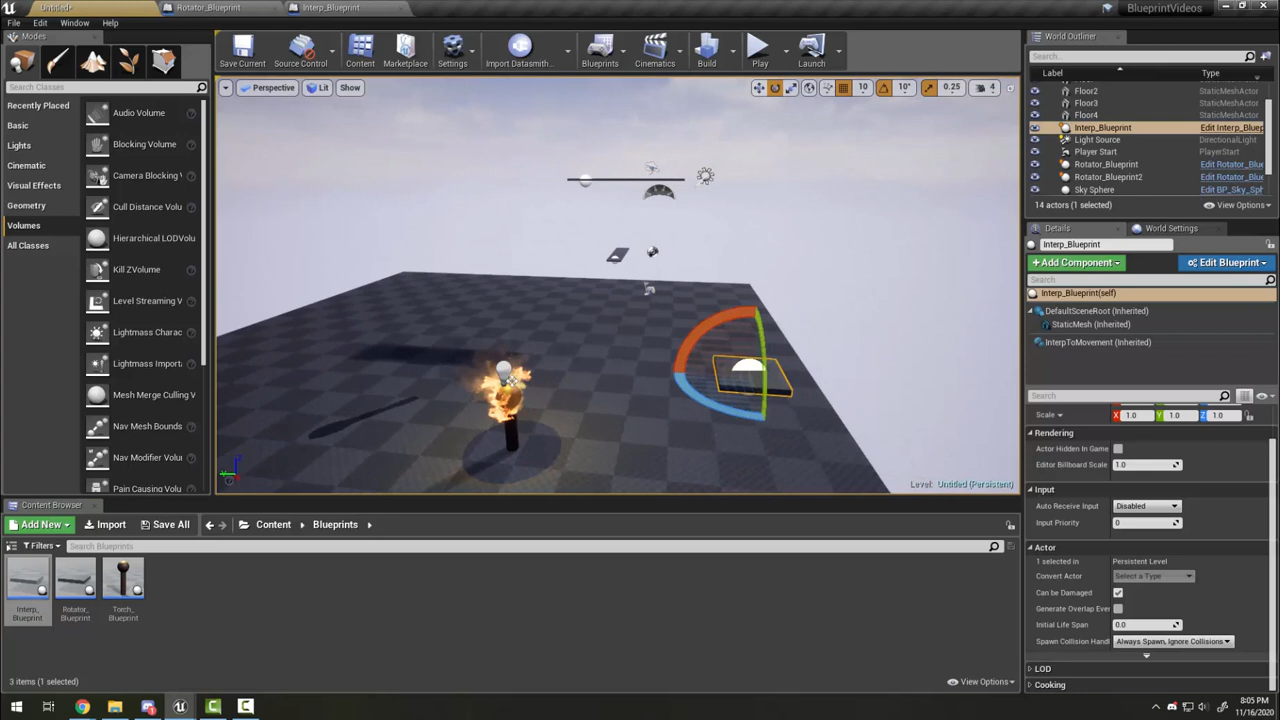 Untitled*
Rotator_Blueprint
Interp_Blueprint
BlueprintVideos
File Edit Window Help
Modes
Search Classes
Recently Placed
Basic
Lights
Cinematic
Visual Effects
Geometry
Volumes
All Classes
Audio Volume
Blocking Volume
Camera Blocking V
Cull Distance Volu
Hierarchical LODVolu
Kill ZVolume
Level Streaming V
Lightmass Charac
Lightmass Import
Mesh Merge Culling V
Nav Mesh Bounds
Nav Modifier Volu
Pain Causing Volu
Save Current
Source Control
Content
Marketplace
Settings
Import Datasmith...
Blueprints
Cinematics
Build
Play
Launch
Perspective
Lit
Show
10
10°
0.25
4
Level: Untitled (Persistent)
World Outliner
Search...
Label Type
Floor2 StaticMeshActor
Floor3 StaticMeshActor
Floor4 StaticMeshActor
Interp_Blueprint Edit Interp_Bluep
Light Source DirectionalLight
Player Start PlayerStart
Rotator_Blueprint Edit Rotator_Blue
Rotator_Blueprint2 Edit Rotator_Blue
Sky Sphere Edit BP_Sky_Sph
14 actors (1 selected)
View Options
Details
World Settings
Interp_Blueprint
+Add Component
Edit Blueprint
Search
Interp_Blueprint(self)
DefaultSceneRoot (Inherited)
StaticMesh (Inherited)
InterpToMovement (Inherited)
Search
Scale X 1.0 Y 1.0 Z 1.0
Rendering
Actor Hidden In Game
Editor Billboard Scale 1.0
Input
Auto Receive Input Disabled
Input Priority 0
Actor
1 selected in Persistent Level
Convert Actor Select a Type
Can be Damaged
Generate Overlap Eve
Initial Life Span 0.0
Spawn Collision Handl Always Spawn, Ignore Collisions
LOD
Cooking
Content Browser
Add New
Import
Save All
Content
Blueprints
Filters
Search Blueprints
Interp_
Blueprint
Rotator_
Blueprint
Torch_
Blueprint
3 items (1 selected)
View Options
8:05 PM
11/16/2020